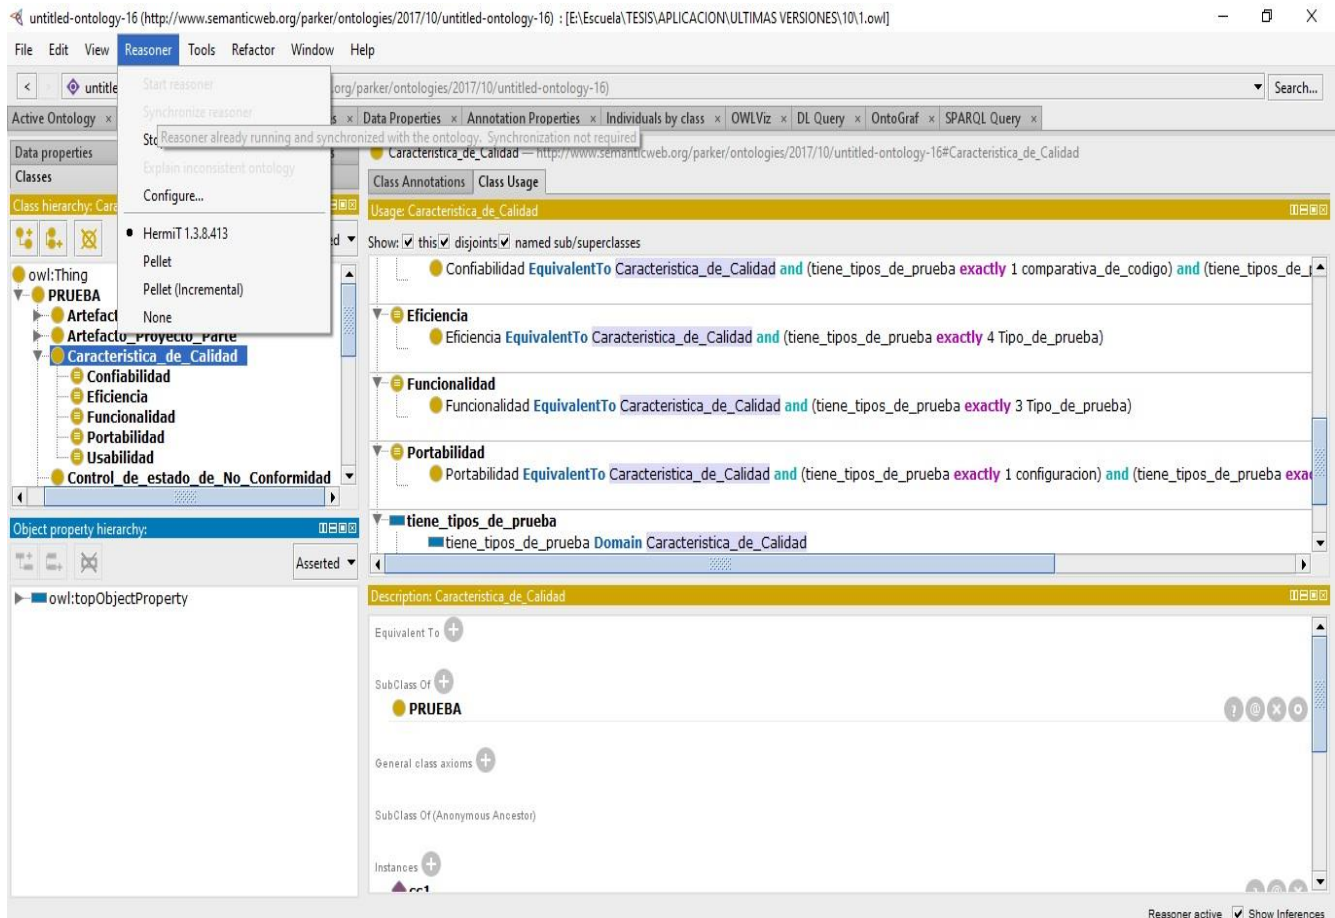 untitled-ontology-16 (http://www.semanticweb.org/parker/ontologies/2017/10/untitled-ontology-16) : [E:\Escuela\TESIS\APLICACION\ULTIMAS VERSIONES\10\1.owl]
File Edit View Reasoner Tools Refactor Window Help
untitle .org/parker/ontologies/2017/10/untitled-ontology-16) Search...
Start reasoner
Synchronize reasoner
Active Ontology × s × Data Properties × Annotation Properties × Individuals by class × OWLViz × DL Query × OntoGraf × SPARQL Query ×
Reasoner already running and synchronized with the ontology. Synchronization not required
Explain inconsistent ontology
Configure...
HermiT 1.3.8.413
Pellet
Pellet (Incremental)
None
Data properties
Classes
Class hierarchy: Cara
owl:Thing
PRUEBA
Artefact
Artefacto_Proyecto_Parte
Caracteristica_de_Calidad
Confiabilidad
Eficiencia
Funcionalidad
Portabilidad
Usabilidad
Control_de_estado_de_No_Conformidad
Object property hierarchy:
Asserted
owl:topObjectProperty
Caracteristica_de_Calidad — http://www.semanticweb.org/parker/ontologies/2017/10/untitled-ontology-16#Caracteristica_de_Calidad
Class Annotations Class Usage
Usage: Caracteristica_de_Calidad
Show: this disjoints named sub/superclasses
Confiabilidad EquivalentTo Caracteristica_de_Calidad and (tiene_tipos_de_prueba exactly 1 comparativa_de_codigo) and (tiene_tipos_de_p
Eficiencia
Eficiencia EquivalentTo Caracteristica_de_Calidad and (tiene_tipos_de_prueba exactly 4 Tipo_de_prueba)
Funcionalidad
Funcionalidad EquivalentTo Caracteristica_de_Calidad and (tiene_tipos_de_prueba exactly 3 Tipo_de_prueba)
Portabilidad
Portabilidad EquivalentTo Caracteristica_de_Calidad and (tiene_tipos_de_prueba exactly 1 configuracion) and (tiene_tipos_de_prueba exa
tiene_tipos_de_prueba
tiene_tipos_de_prueba Domain Caracteristica_de_Calidad
Description: Caracteristica_de_Calidad
Equivalent To
SubClass Of
PRUEBA
General class axioms
SubClass Of (Anonymous Ancestor)
Instances
cc1
Reasoner active Show Inferences